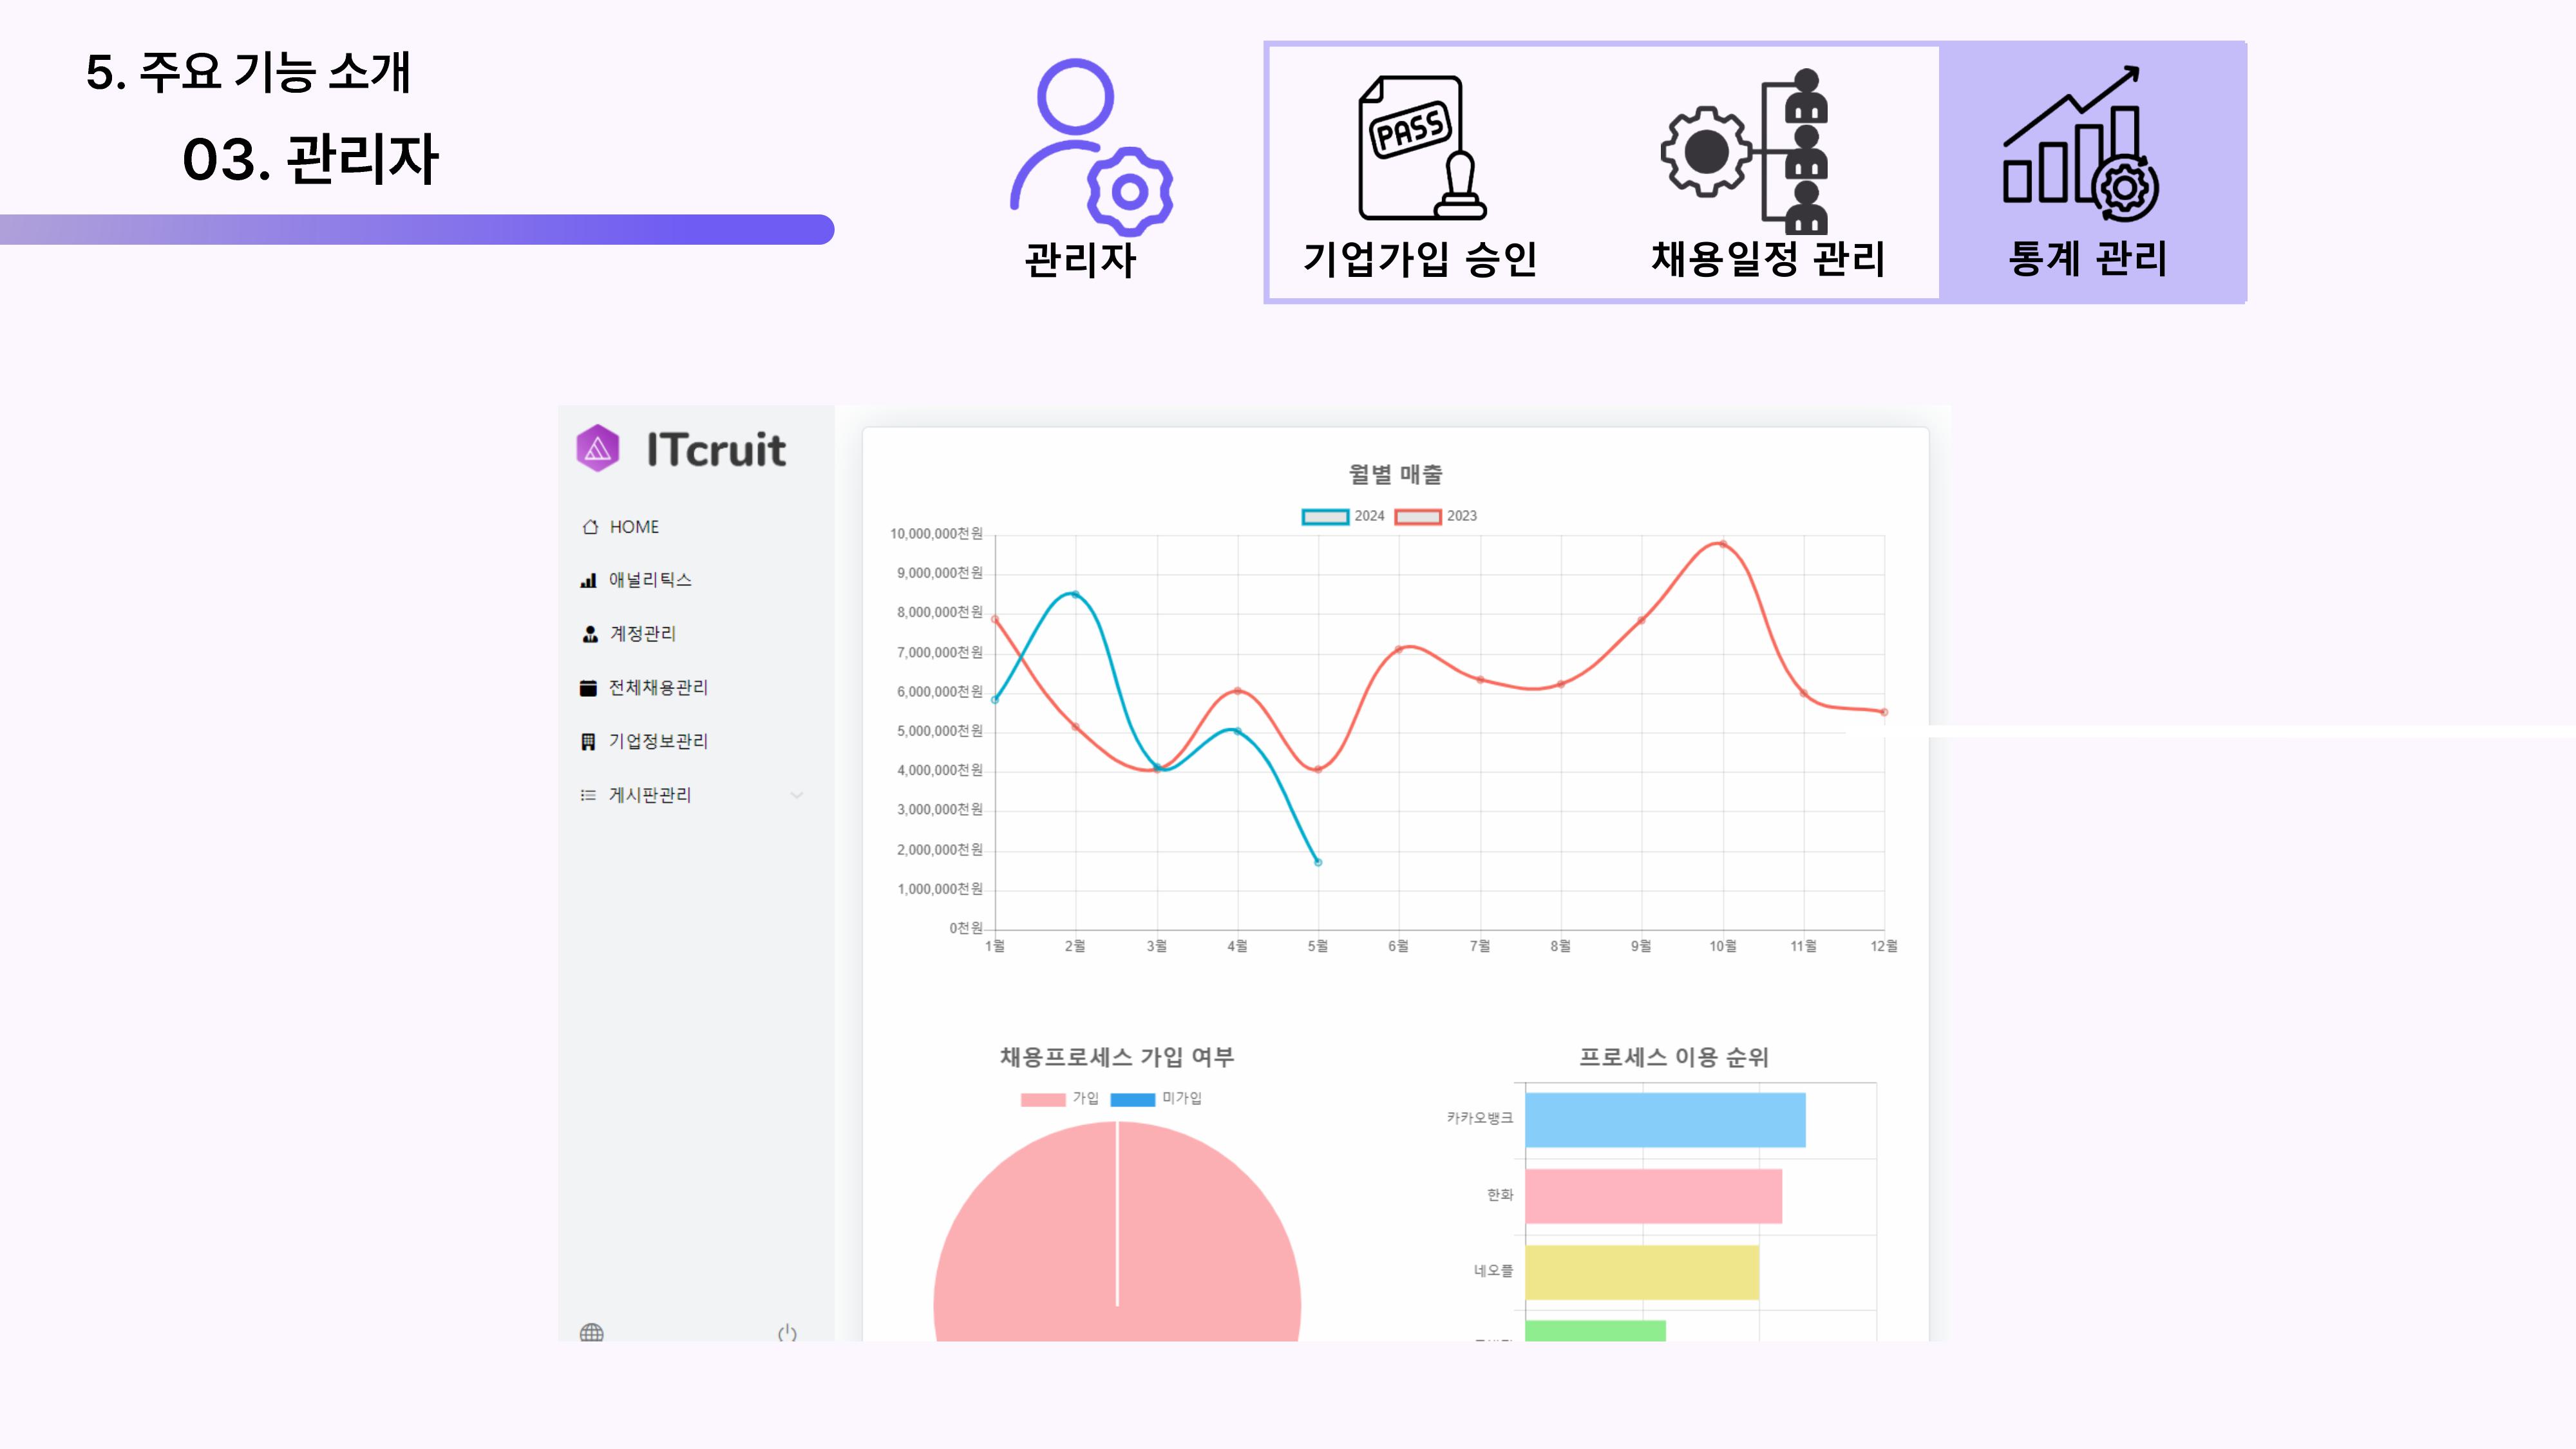 5. 주요 기능 소개
03. 관리자
PASS
관리자
기업가입 승인
채용일정 관리
통계 관리
ITcruit
HOME
애널리틱스
계정관리
전체채용관리
기업정보관리
게시판관리
월별 매출
2024
2023
10,000,000천원
9,000,000천원
8,000,000천원
7,000,000천원
6,000,000천원
5,000,000천원
4,000,000천원
3,000,000천원
2,000,000천원
1,000,000천원
0천원
1월
2월
3월
4월
5월
6월
7월
8월
9월
10월
11월
12월
채용프로세스 가입 여부
가입
미가입
프로세스 이용 순위
카카오뱅크
한화
네오플